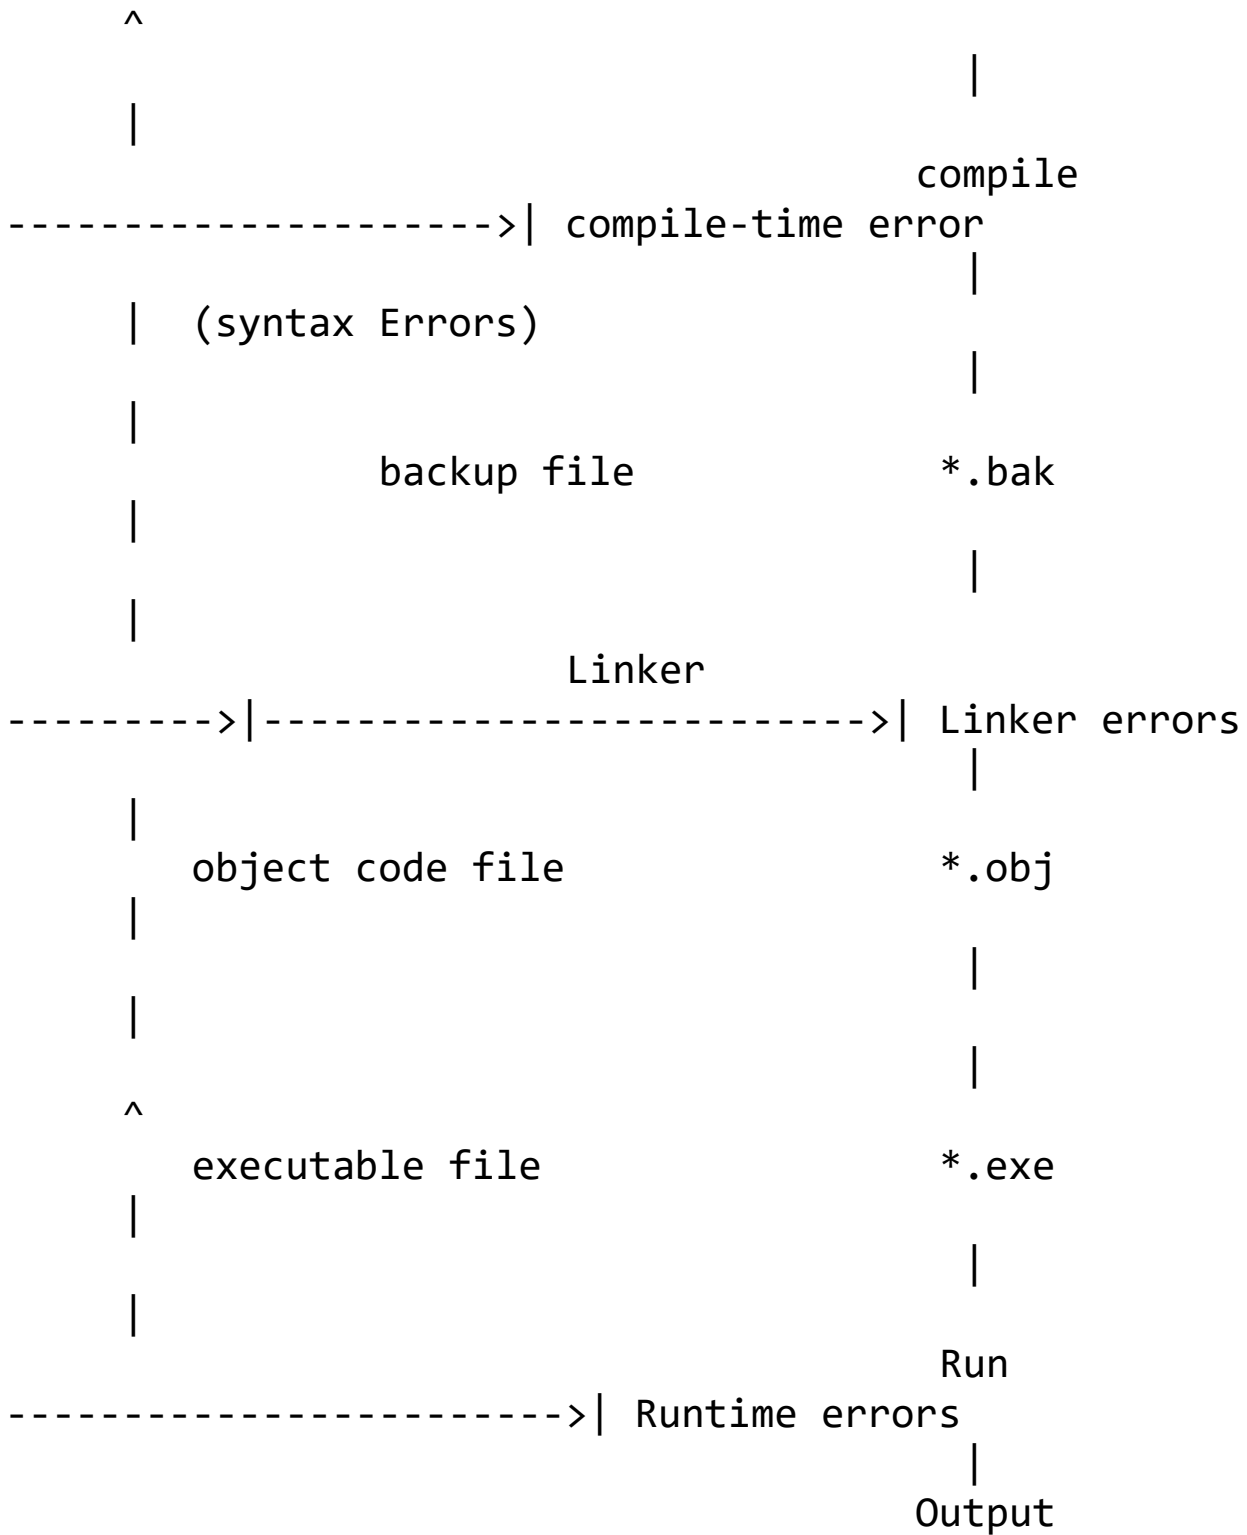 ^
|
|
compile
--------------------->| compile-time error
|
| (syntax Errors)
|
|
backup file *.bak
|
|
|
Linker
--------->|-------------------------->| Linker errors
|
|
object code file *.obj
|
|
|
|
^
executable file *.exe
|
|
|
Run
------------------------>| Runtime errors
|
Output